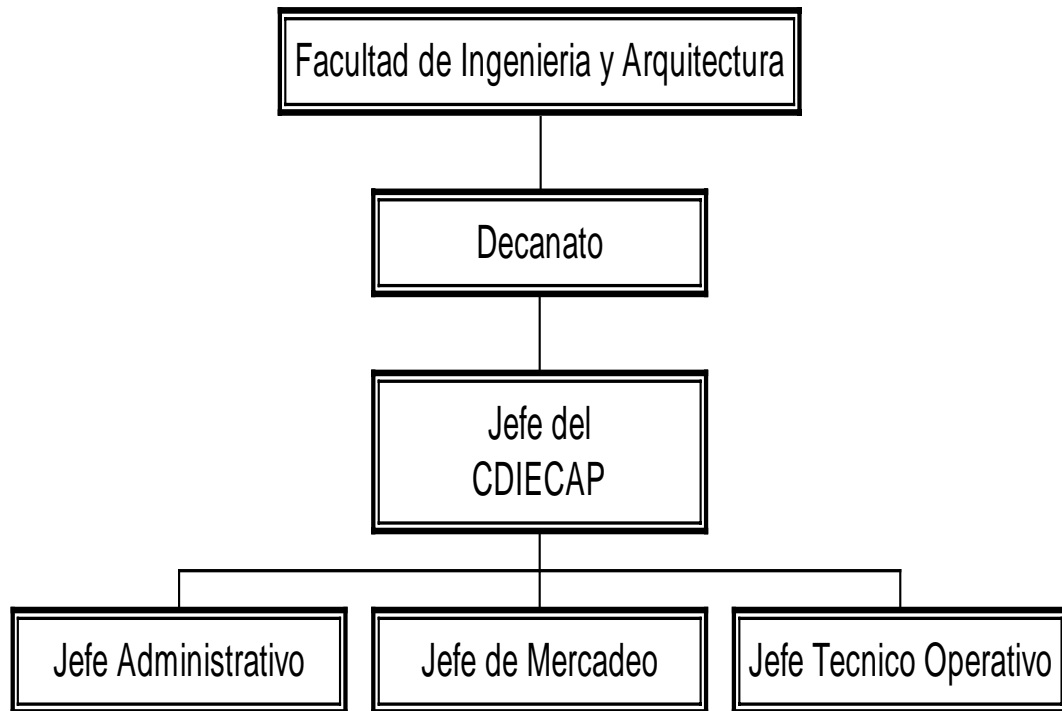 Facultad de Ingenieria y Arquitectura
Decanato
Jefe del
CDIECAP
Jefe Administrativo
Jefe de Mercadeo
Jefe Tecnico Operativo